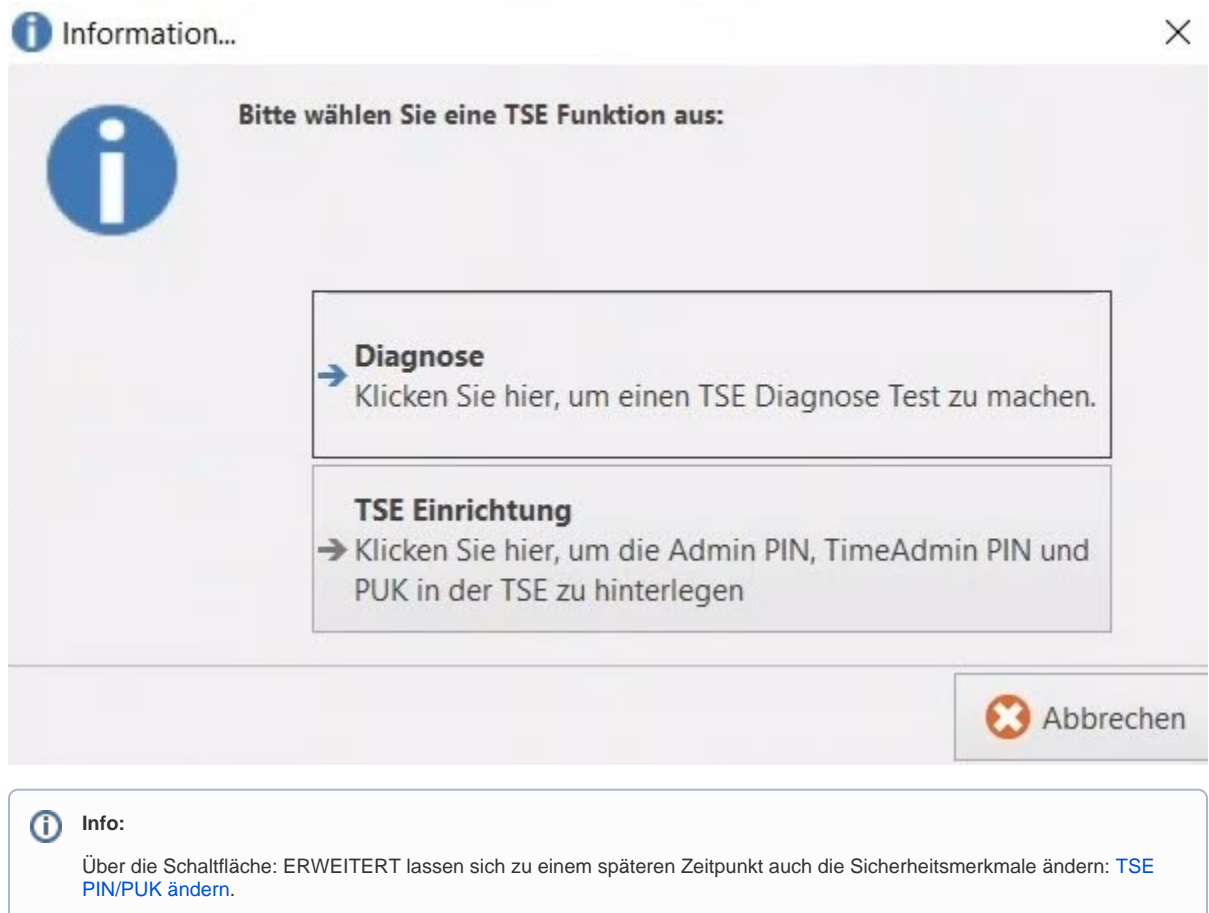 Information...
Bitte wählen Sie eine TSE Funktion aus:
Diagnose
Klicken Sie hier, um einen TSE Diagnose Test zu machen.
TSE Einrichtung
Klicken Sie hier, um die Admin PIN, TimeAdmin PIN und
PUK in der TSE zu hinterlegen
Abbrechen
Info:
Über die Schaltfläche: ERWEITERT lassen sich zu einem späteren Zeitpunkt auch die Sicherheitsmerkmale ändern: TSE
PIN/PUK ändern.